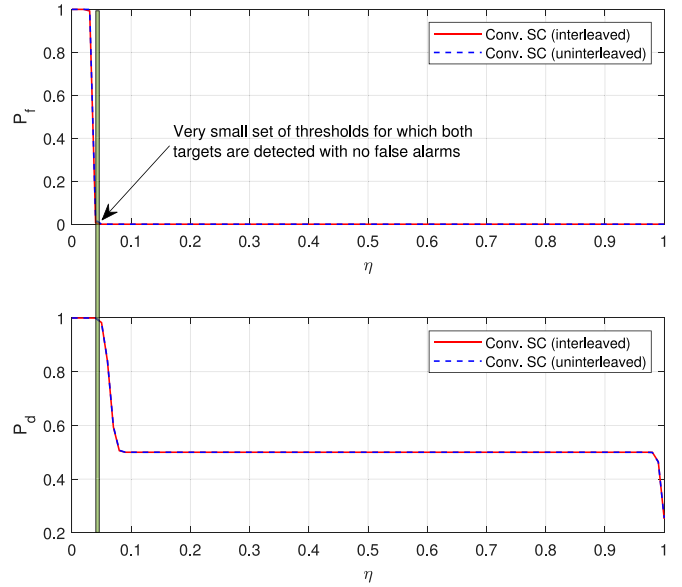 1
0.8
0.6
0.4
0.2
0
P_f
Conv. SC (interleaved)
Conv. SC (uninterleaved)
Very small set of thresholds for which both
targets are detected with no false alarms
0 0.1 0.2 0.3 0.4 0.5 0.6 0.7 0.8 0.9 1
η
1
0.8
0.6
0.4
0.2
P_d
Conv. SC (interleaved)
Conv. SC (uninterleaved)
0 0.1 0.2 0.3 0.4 0.5 0.6 0.7 0.8 0.9 1
η